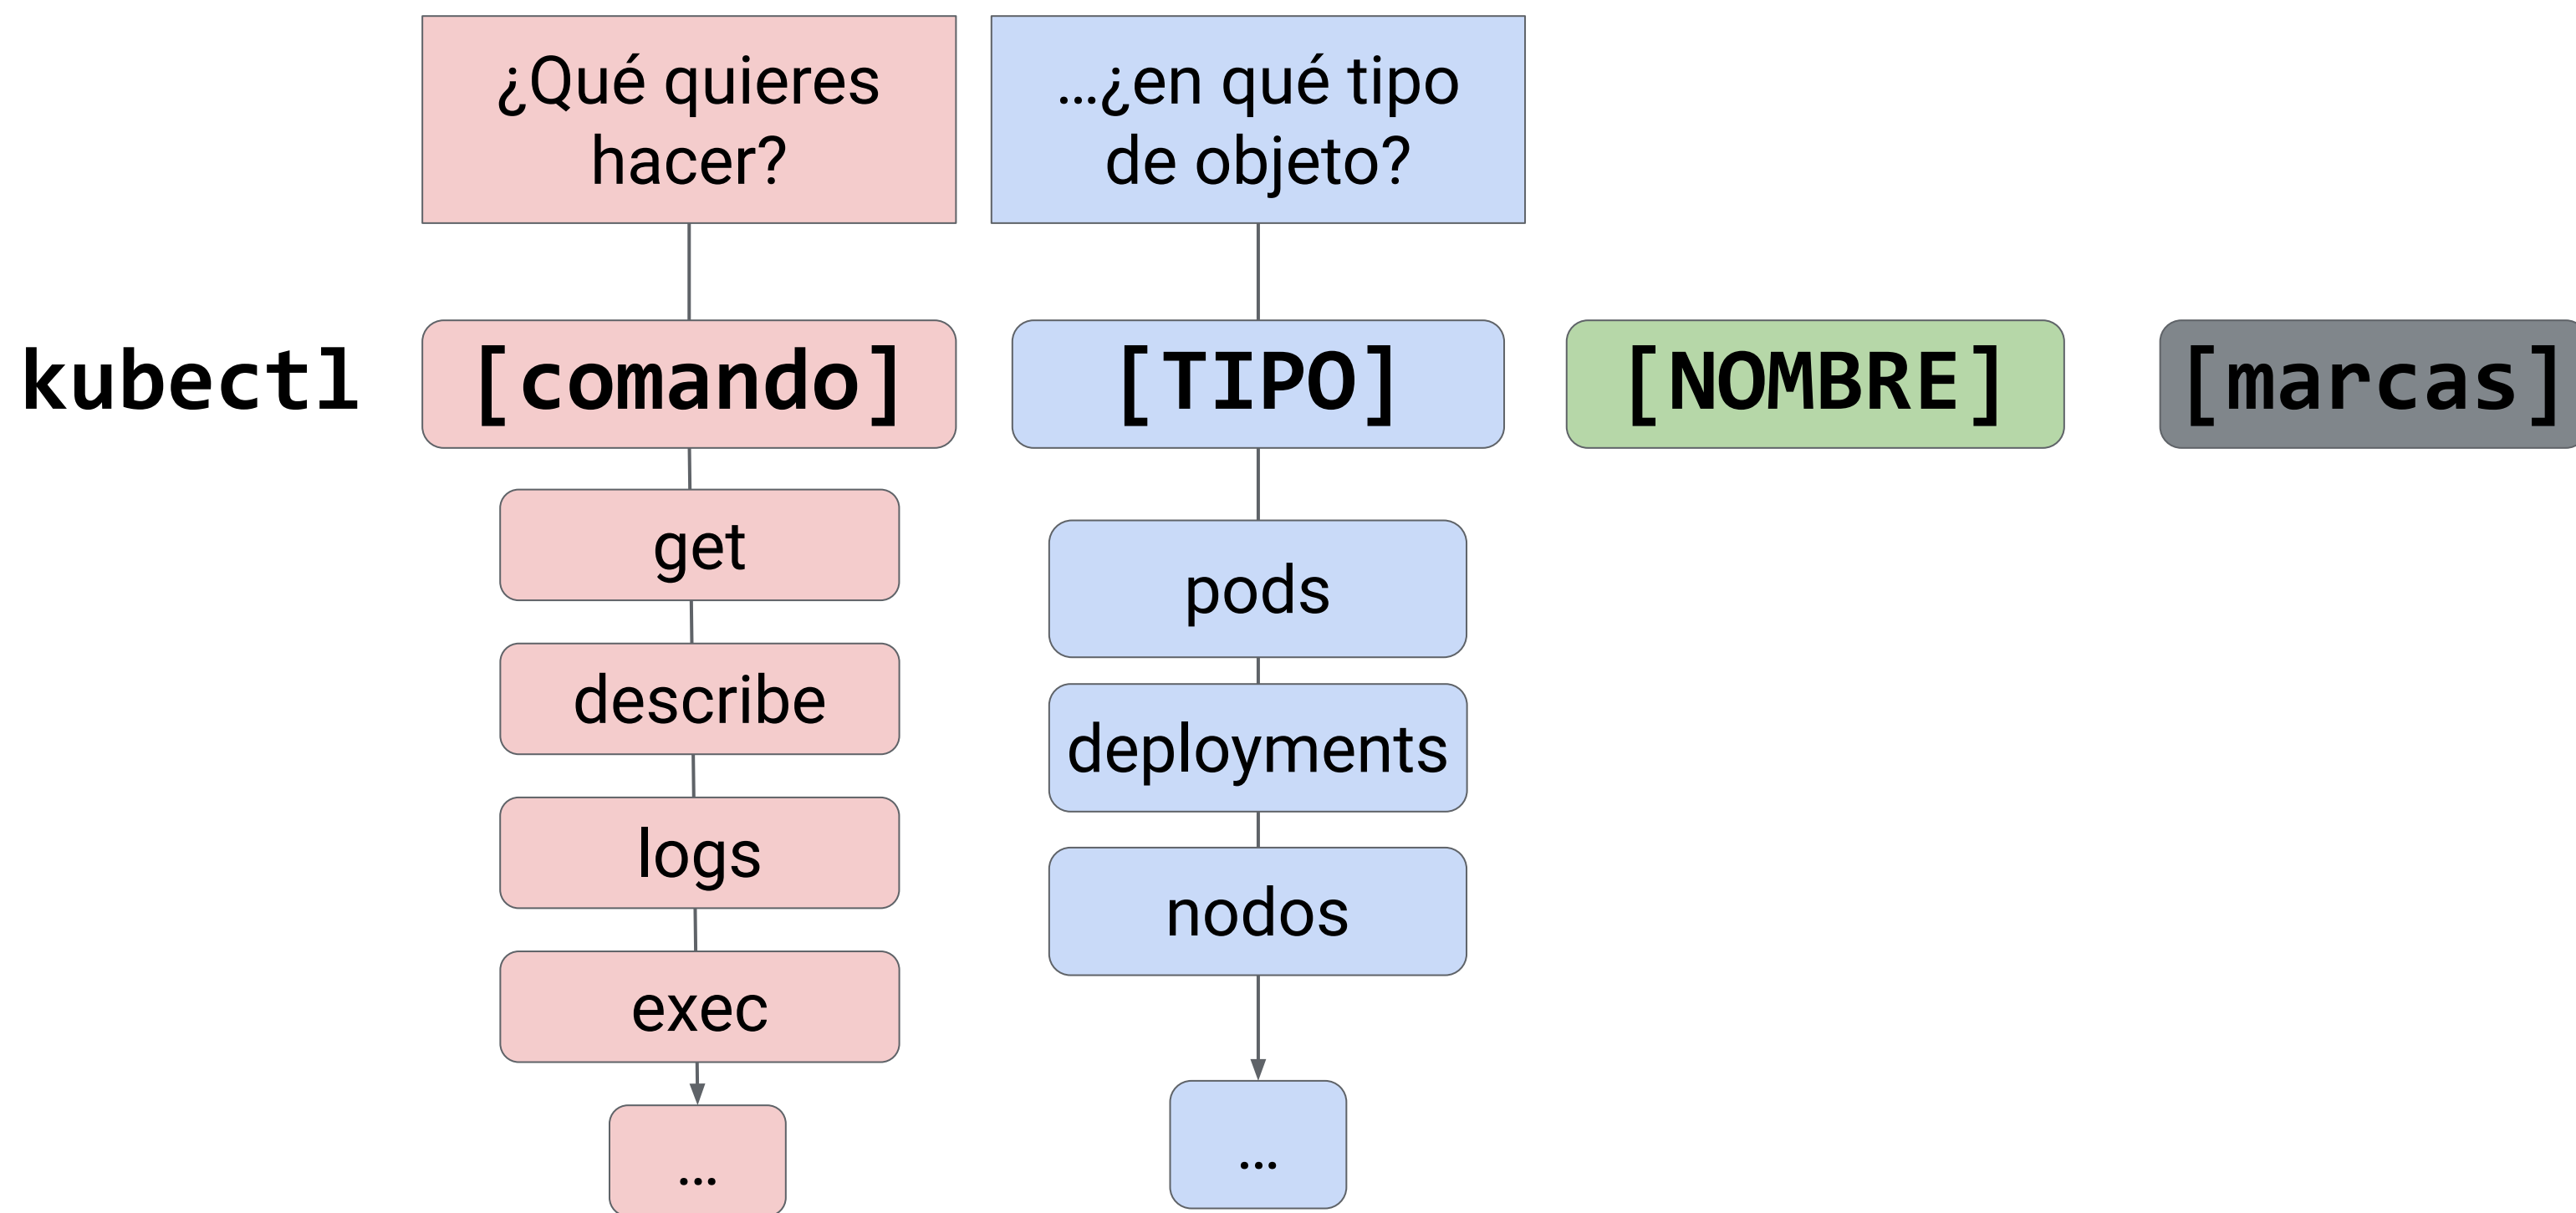 ¿Qué quieres
hacer?
...¿en qué tipo
de objeto?
kubectl [comando] [TIPO] [NOMBRE] [marcas]
get
describe
logs
exec
...
pods
deployments
nodos
...